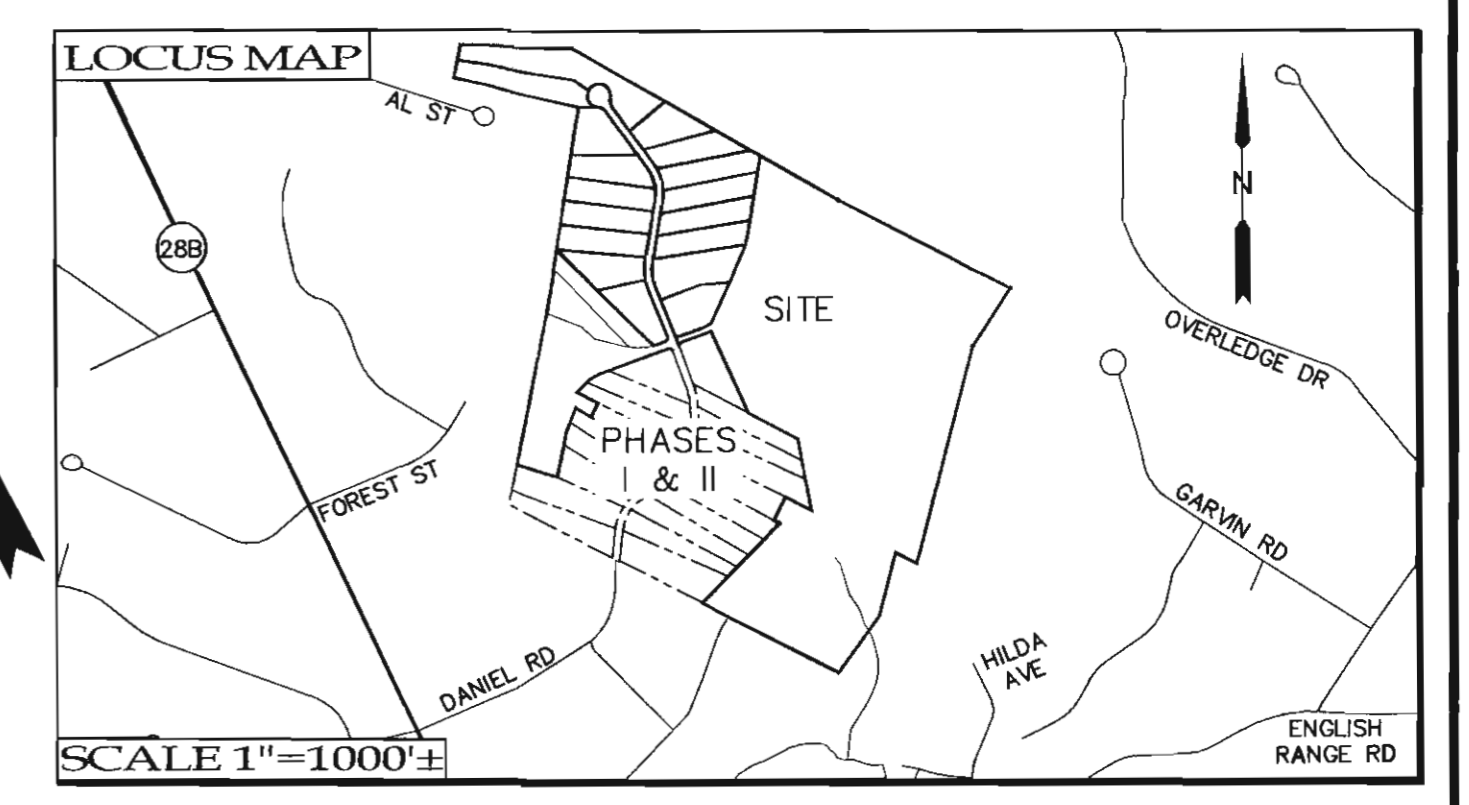 LOCUS MAP
AL ST
N
28B
SITE
OVERLEDGE DR
PHASES
I & II
FOREST ST
GARVIN RD
HILDA
AVE
DANIEL RD
ENGLISH
RANGE RD
SCALE 1"=1000'±